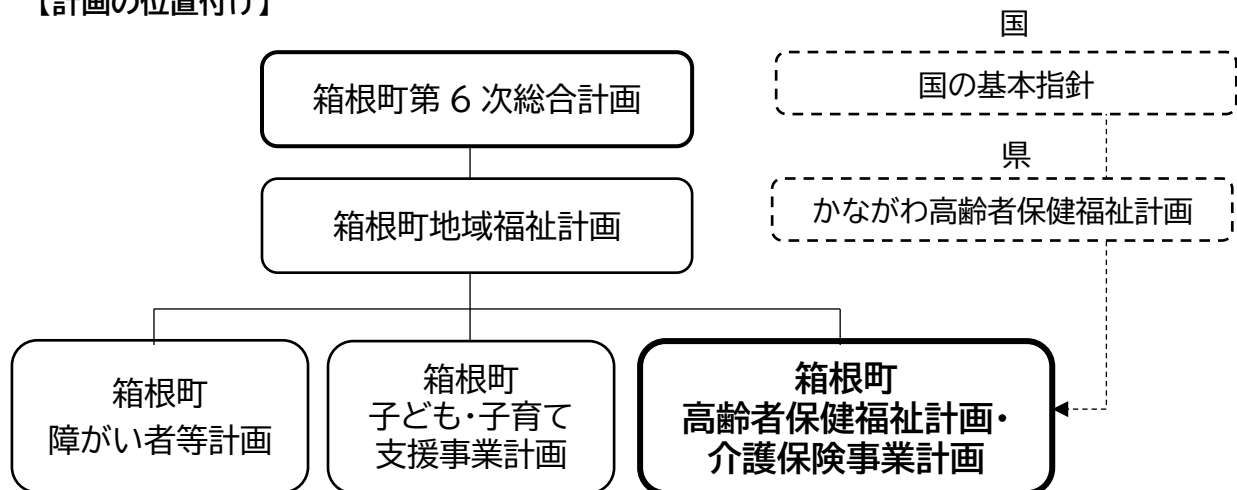 【計画の位置付け】
国
国の基本指針
県
かながわ高齢者保健福祉計画
箱根町第６次総合計画
箱根町地域福祉計画
箱根町
障がい者等計画
箱根町
子ども・子育て
支援事業計画
箱根町
高齢者保健福祉計画・
介護保険事業計画